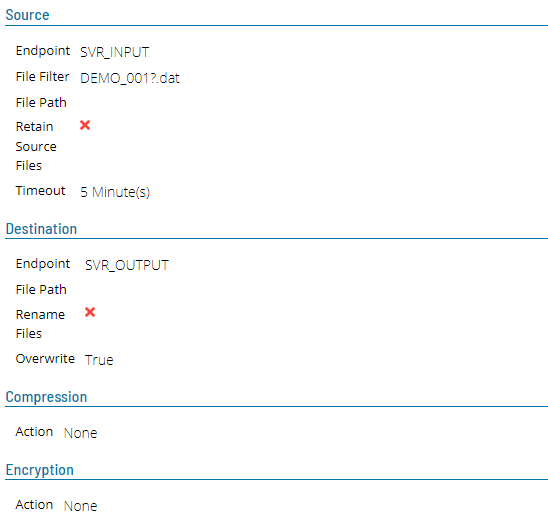 Source
Endpoint SVR_INPUT
File Filter DEMO_001?.dat
File Path
Retain
Source
Files
Timeout 5 Minute(s)
Destination
Endpoint SVR_OUTPUT
File Path
Rename
Files
Overwrite True
Compression
Action None
Encryption
Action None